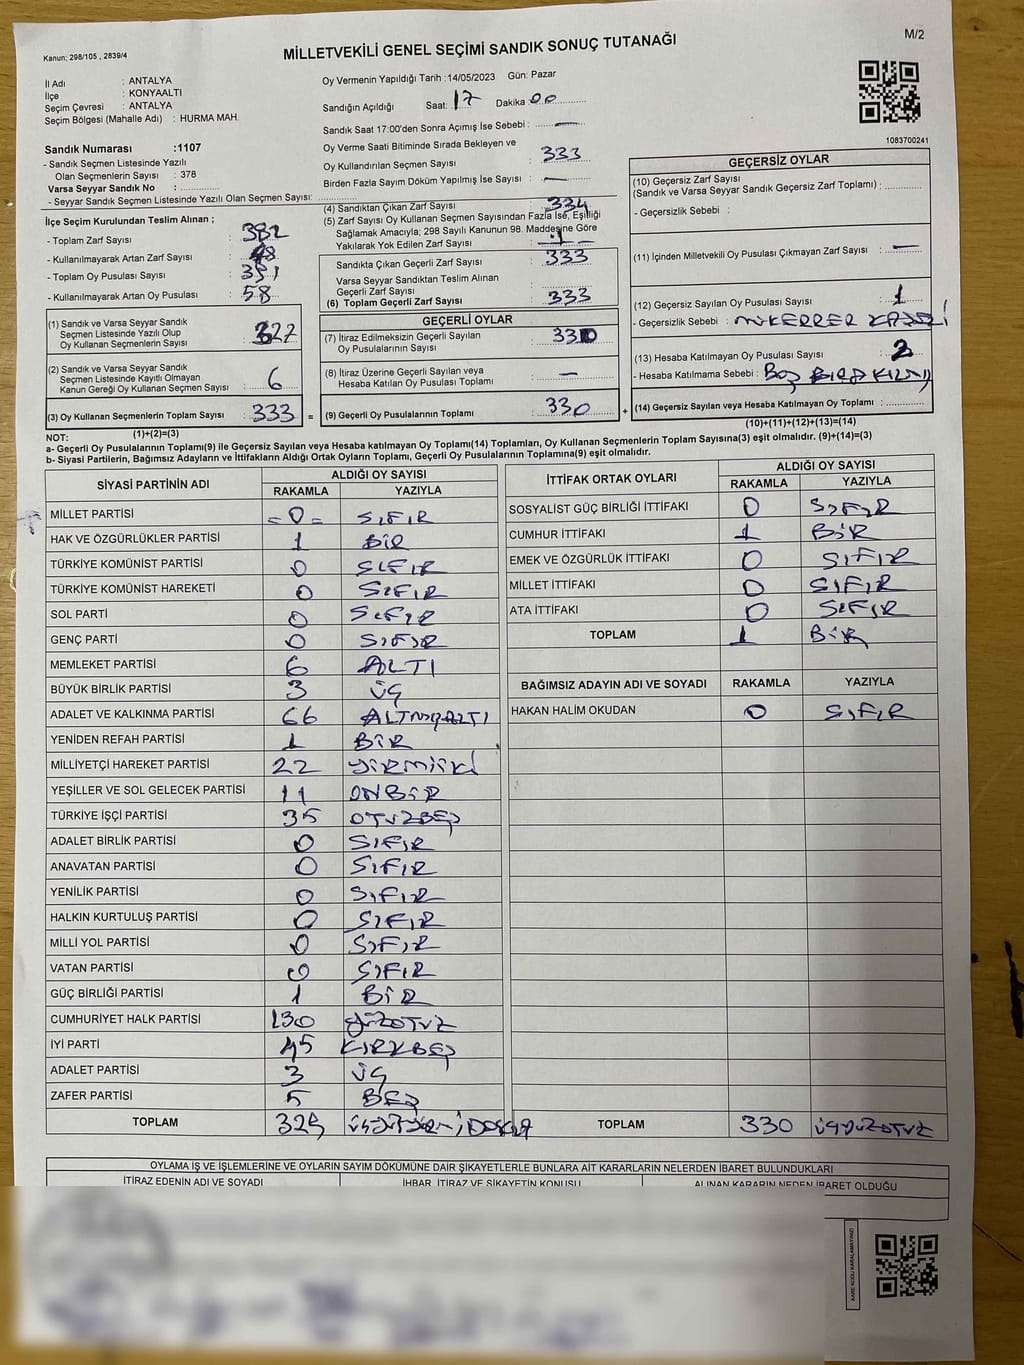 Kanun; 298/105 , 2839/4
MİLLETVEKİLİ GENEL SEÇİMİ SANDIK SONUÇ TUTANAĞI
M/2
İl Adı : ANTALYA
İlçe : KONYAALTI
Seçim Çevresi : ANTALYA
Seçim Bölgesi (Mahalle Adı) : HURMA MAH.
Sandık Numarası :1107
- Sandık Seçmen Listesinde Yazılı
Olan Seçmenlerin Sayısı : 378
Varsa Seyyar Sandık No :
- Seyyar Sandık Seçmen Listesinde Yazılı Olan Seçmen Sayısı:
Oy Vermenin Yapıldığı Tarih :14/05/2023 Gün: Pazar
Sandığın Açıldığı Saat: 17 Dakika 00
Sandık Saat 17:00'den Sonra Açımış İse Sebebi : —
Oy Verme Saati Bitiminde Sırada Bekleyen ve
Oy Kullandırılan Seçmen Sayısı : 333
Birden Fazla Sayım Döküm Yapılmış İse Sayısı : —
1083700241
İlçe Seçim Kurulundan Teslim Alınan ;
- Toplam Zarf Sayısı : 382
- Kullanılmayarak Artan Zarf Sayısı : 48
- Toplam Oy Pusulası Sayısı : 391
- Kullanılmayarak Artan Oy Pusulası : 58
(1) Sandık ve Varsa Seyyar Sandık
Seçmen Listesinde Yazılı Olup
Oy Kullanan Seçmenlerin Sayısı : 327
(2) Sandık ve Varsa Seyyar Sandık
Seçmen Listesinde Kayıtlı Olmayan
Kanun Gereği Oy Kullanan Seçmen Sayısı : 6
(3) Oy Kullanan Seçmenlerin Toplam Sayısı : 333 =
(1)+(2)=(3)
(4) Sandıktan Çıkan Zarf Sayısı : 334
(5) Zarf Sayısı Oy Kullanan Seçmen Sayısından Fazla İse, Eşitliği
Sağlamak Amacıyla; 298 Sayılı Kanunun 98. Maddesine Göre
Yakılarak Yok Edilen Zarf Sayısı : 1
Sandıkta Çıkan Geçerli Zarf Sayısı : 333
Varsa Seyyar Sandıktan Teslim Alınan
Geçerli Zarf Sayısı :
(6) Toplam Geçerli Zarf Sayısı : 333
GEÇERLİ OYLAR
(7) İtiraz Edilmeksizin Geçerli Sayılan
Oy Pusulalarının Sayısı : 330
(8) İtiraz Üzerine Geçerli Sayılan veya
Hesaba Katılan Oy Pusulası Toplamı : —
(9) Geçerli Oy Pusulalarının Toplamı : 330 +
GEÇERSİZ OYLAR
(10) Geçersiz Zarf Sayısı
(Sandık ve Varsa Seyyar Sandık Geçersiz Zarf Toplamı) :
- Geçersizlik Sebebi :
(11) İçinden Milletvekili Oy Pusulası Çıkmayan Zarf Sayısı : —
(12) Geçersiz Sayılan Oy Pusulası Sayısı : 1
- Geçersizlik Sebebi : MÜKERRER
(13) Hesaba Katılmayan Oy Pusulası Sayısı : 2
- Hesaba Katılmama Sebebi : BOŞ
(14) Geçersiz Sayılan veya Hesaba Katılmayan Oy Toplamı :
(10)+(11)+(12)+(13)=(14)
NOT:
a- Geçerli Oy Pusulalarının Toplamı(9) ile Geçersiz Sayılan veya Hesaba katılmayan Oy Toplamı(14) Toplamları, Oy Kullanan Seçmenlerin Toplam Sayısına(3) eşit olmalıdır. (9)+(14)=(3)
b- Siyasi Partilerin, Bağımsız Adayların ve İttifakların Aldığı Ortak Oyların Toplamı, Geçerli Oy Pusulalarının Toplamına(9) eşit olmalıdır.
SİYASİ PARTİNİN ADI ALDIĞI OY SAYISI
RAKAMLA YAZIYLA
MİLLET PARTİSİ =0= SIFIR
HAK VE ÖZGÜRLÜKLER PARTİSİ 1 BİR
TÜRKİYE KOMÜNİST PARTİSİ 0 SIFIR
TÜRKİYE KOMÜNİST HAREKETİ 0 SIFIR
SOL PARTİ 0 SIFIR
GENÇ PARTİ 0 SIFIR
MEMLEKET PARTİSİ 6 ALTI
BÜYÜK BİRLİK PARTİSİ 3 ÜÇ
ADALET VE KALKINMA PARTİSİ 66 ALTMIŞALTI
YENİDEN REFAH PARTİSİ 1 BİR
MİLLİYETÇİ HAREKET PARTİSİ 22 YİRMİİKİ
YEŞİLLER VE SOL GELECEK PARTİSİ 11 ONBİR
TÜRKİYE İŞÇİ PARTİSİ 35 OTUZBEŞ
ADALET BİRLİK PARTİSİ 0 SIFIR
ANAVATAN PARTİSİ 0 SIFIR
YENİLİK PARTİSİ 0 SIFIR
HALKIN KURTULUŞ PARTİSİ 0 SIFIR
MİLLİ YOL PARTİSİ 0 SIFIR
VATAN PARTİSİ 0 SIFIR
GÜÇ BİRLİĞİ PARTİSİ 1 BİR
CUMHURİYET HALK PARTİSİ 130 YÜZOTUZ
İYİ PARTİ 45 KIRKBEŞ
ADALET PARTİSİ 3 ÜÇ
ZAFER PARTİSİ 5 BEŞ
TOPLAM 329 ÜÇYÜZYİRMİDOKUZ
İTTİFAK ORTAK OYLARI ALDIĞI OY SAYISI
RAKAMLA YAZIYLA
SOSYALİST GÜÇ BİRLİĞİ İTTİFAKI 0 SIFIR
CUMHUR İTTİFAKI 1 BİR
EMEK VE ÖZGÜRLÜK İTTİFAKI 0 SIFIR
MİLLET İTTİFAKI 0 SIFIR
ATA İTTİFAKI 0 SIFIR
TOPLAM 1 BİR
BAĞIMSIZ ADAYIN ADI VE SOYADI RAKAMLA YAZIYLA
HAKAN HALİM OKUDAN 0 SIFIR
TOPLAM 330 ÜÇYÜZOTUZ
OYLAMA İŞ VE İŞLEMLERİNE VE OYLARIN SAYIM DÖKÜMÜNE DAİR ŞİKAYETLERLE BUNLARA AİT KARARLARIN NELERDEN İBARET BULUNDUKLARI
İTİRAZ EDENİN ADI VE SOYADI İHBAR, İTİRAZ VE ŞİKAYETİN KONUSU ALINAN KARARIN NEDEN İBARET OLDUĞU
KARE KODU KARALAMAYINIZ!